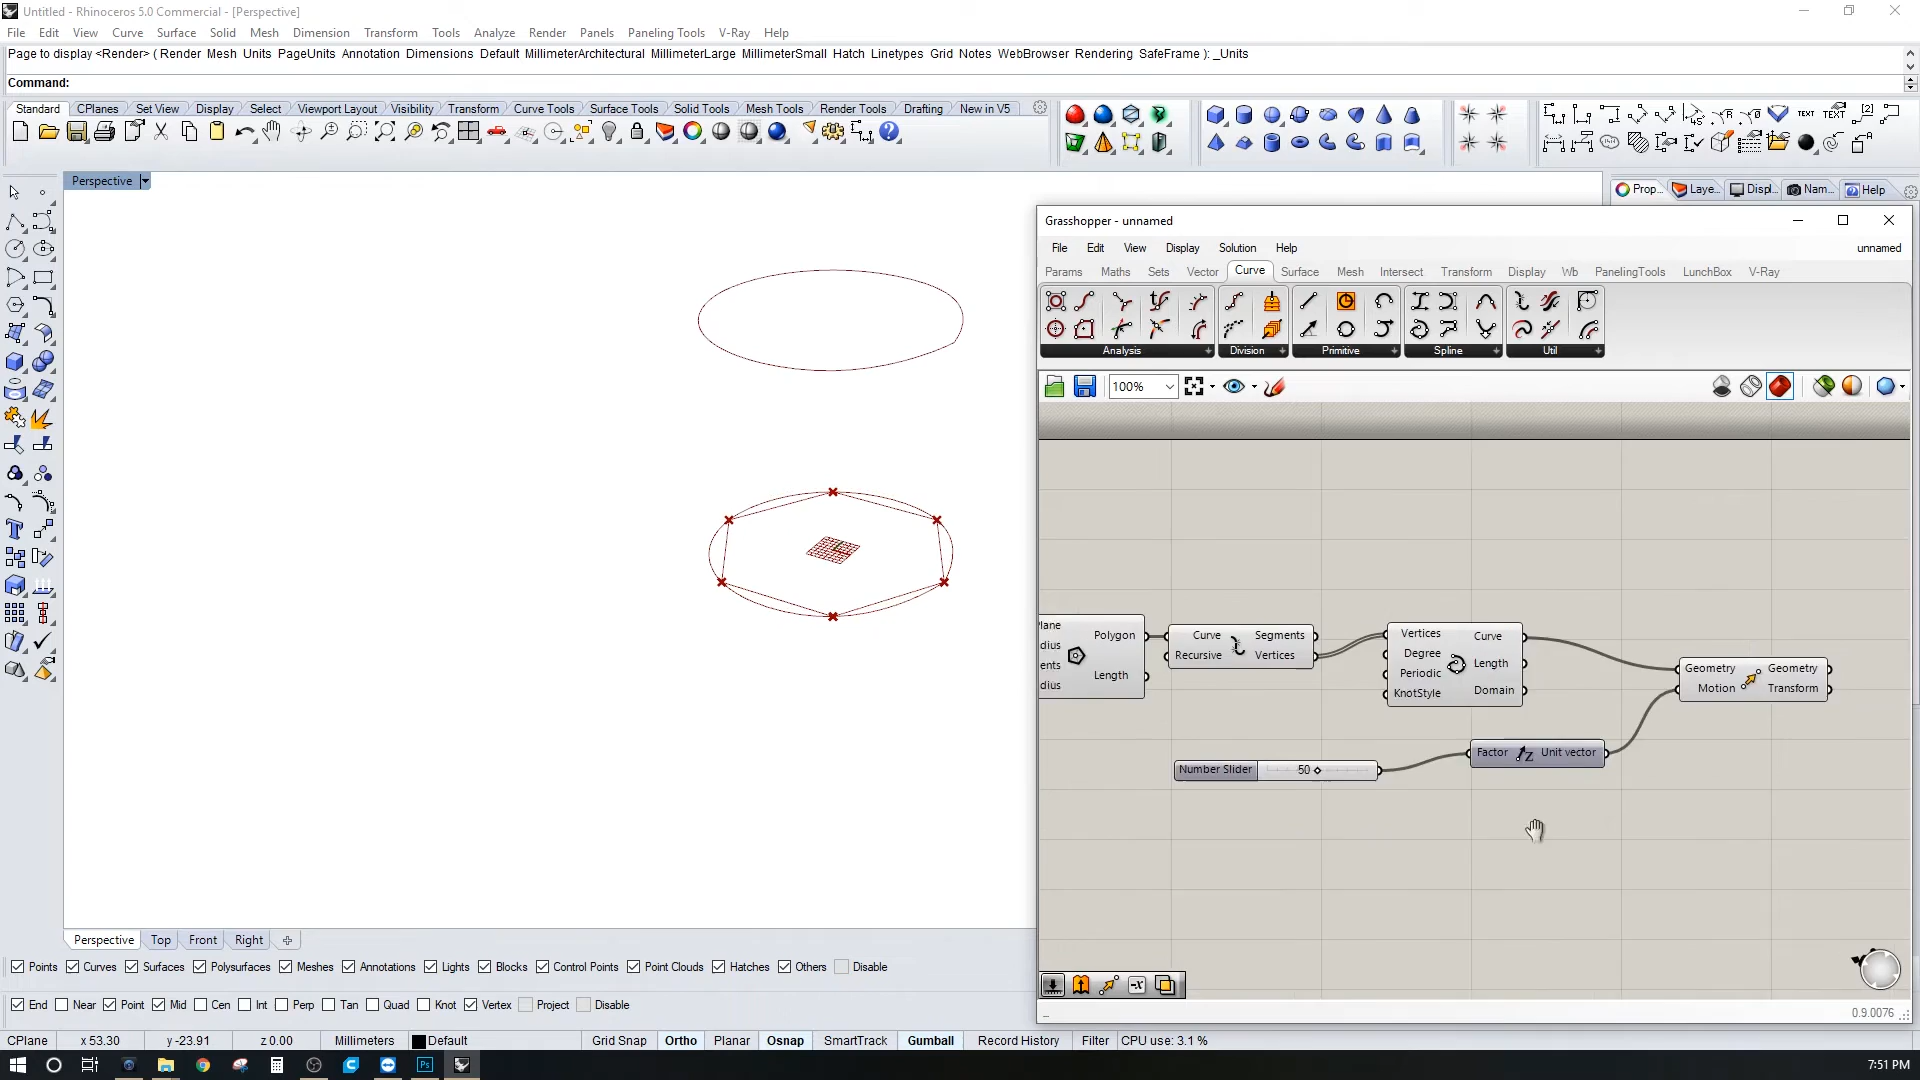 Untitled - Rhinoceros 5.0 Commercial - [Perspective]
File Edit View Curve Surface Solid Mesh Dimension Transform Tools Analyze Render Panels Paneling Tools V-Ray Help
Page to display <Render> ( Render Mesh Units PageUnits Annotation Dimensions Default MillimeterArchitectural MillimeterLarge MillimeterSmall Hatch Linetypes Grid Notes WebBrowser Rendering SafeFrame ): _Units
Command:
Standard CPlanes Set View Display Select Viewport Layout Visibility Transform Curve Tools Surface Tools Solid Tools Mesh Tools Render Tools Drafting New in V5
TEXT TEXT
Perspective
Prop... Laye... Displ... Nam... Help
Grasshopper - unnamed
File Edit View Display Solution Help unnamed
Params Maths Sets Vector Curve Surface Mesh Intersect Transform Display Wb PanelingTools LunchBox V-Ray
Analysis Division Primitive Spline Util
100%
Plane
dius
ents
dius
Polygon
Length
Curve
Recursive
Segments
Vertices
Vertices
Degree
Periodic
KnotStyle
Curve
Length
Domain
Geometry
Motion
Geometry
Transform
Number Slider 50
Factor Unit vector
0.9.0076
Perspective Top Front Right
Points Curves Surfaces Polysurfaces Meshes Annotations Lights Blocks Control Points Point Clouds Hatches Others Disable
End Near Point Mid Cen Int Perp Tan Quad Knot Vertex Project Disable
CPlane x 53.30 y -23.91 z 0.00 Millimeters Default Grid Snap Ortho Planar Osnap SmartTrack Gumball Record History Filter CPU use: 3.1 %
Ps
7:51 PM